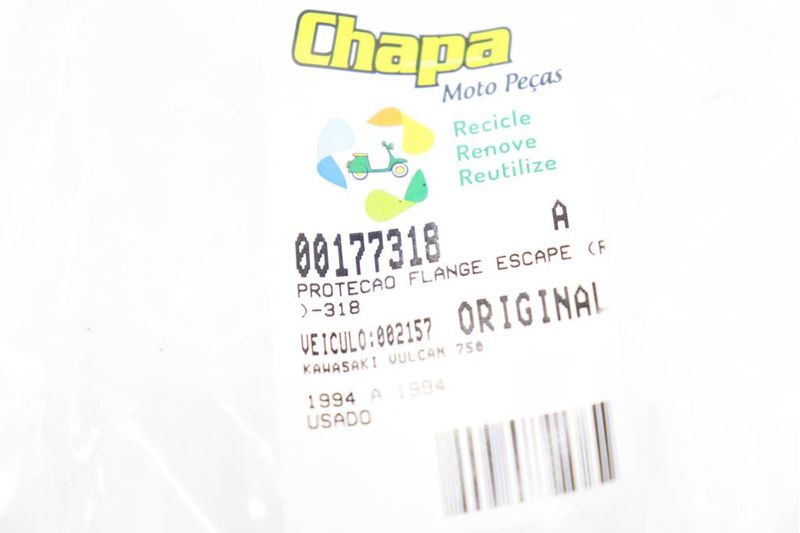 Chapa
Moto Peças
Recicle
Renove
Reutilize
00177318 A
PROTECAO FLANGE ESCAPE (F
)-318
VEICULO:002157 ORIGINAL
KAWASAKI VULCAN 750
1994 A 1994
USADO